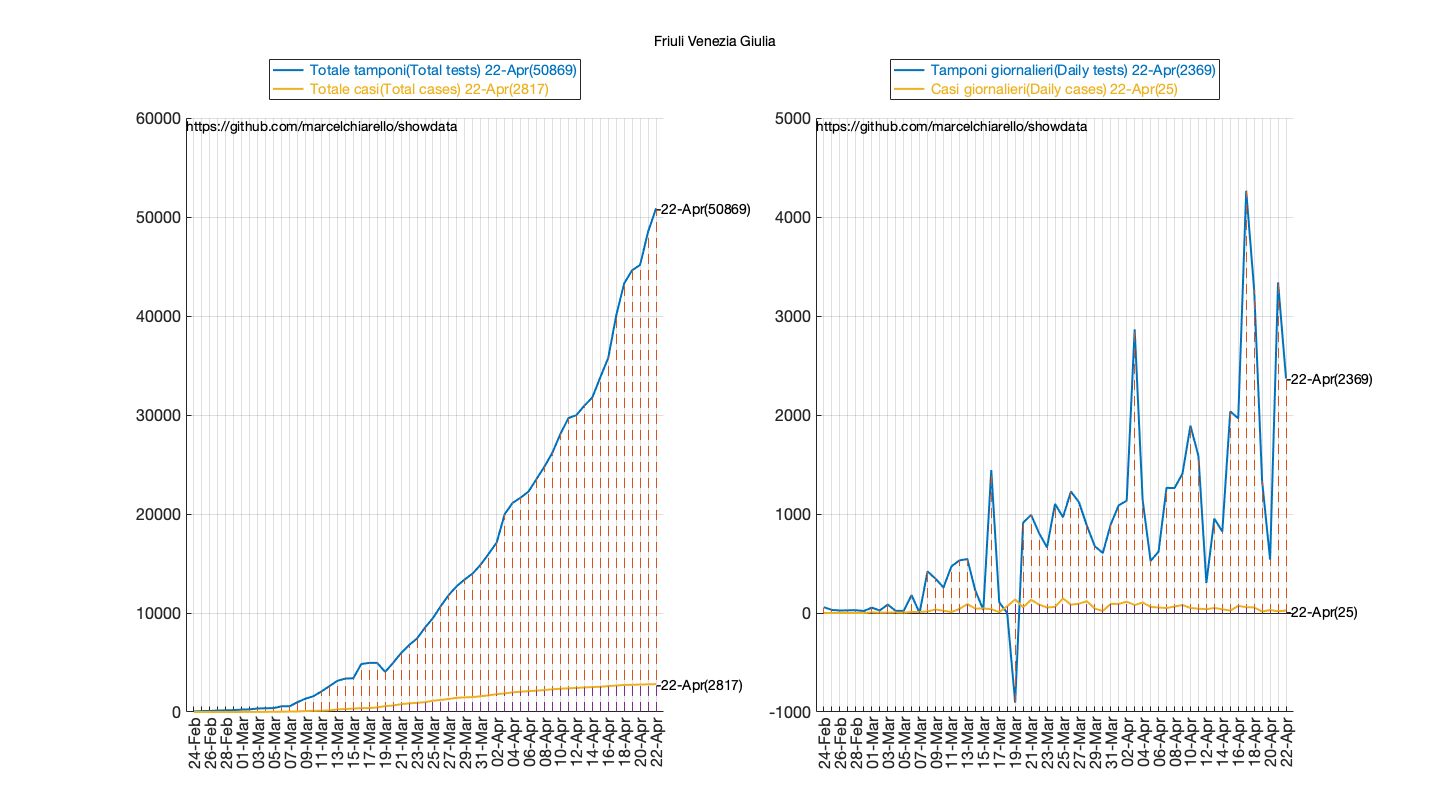 Friuli Venezia Giulia
Totale tamponi(Total tests) 22-Apr(50869)
Totale casi(Total cases) 22-Apr(2817)
https://github.com/marcelchiarello/showdata
60000
50000
40000
30000
20000
10000
0
22-Apr(50869)
22-Apr(2817)
24-Feb
26-Feb
28-Feb
01-Mar
03-Mar
05-Mar
07-Mar
09-Mar
11-Mar
13-Mar
15-Mar
17-Mar
19-Mar
21-Mar
23-Mar
25-Mar
27-Mar
29-Mar
31-Mar
02-Apr
04-Apr
06-Apr
08-Apr
10-Apr
12-Apr
14-Apr
16-Apr
18-Apr
20-Apr
22-Apr
Tamponi giornalieri(Daily tests) 22-Apr(2369)
Casi giornalieri(Daily cases) 22-Apr(25)
https://github.com/marcelchiarello/showdata
5000
4000
3000
2000
1000
0
-1000
22-Apr(2369)
22-Apr(25)
24-Feb
26-Feb
28-Feb
01-Mar
03-Mar
05-Mar
07-Mar
09-Mar
11-Mar
13-Mar
15-Mar
17-Mar
19-Mar
21-Mar
23-Mar
25-Mar
27-Mar
29-Mar
31-Mar
02-Apr
04-Apr
06-Apr
08-Apr
10-Apr
12-Apr
14-Apr
16-Apr
18-Apr
20-Apr
22-Apr